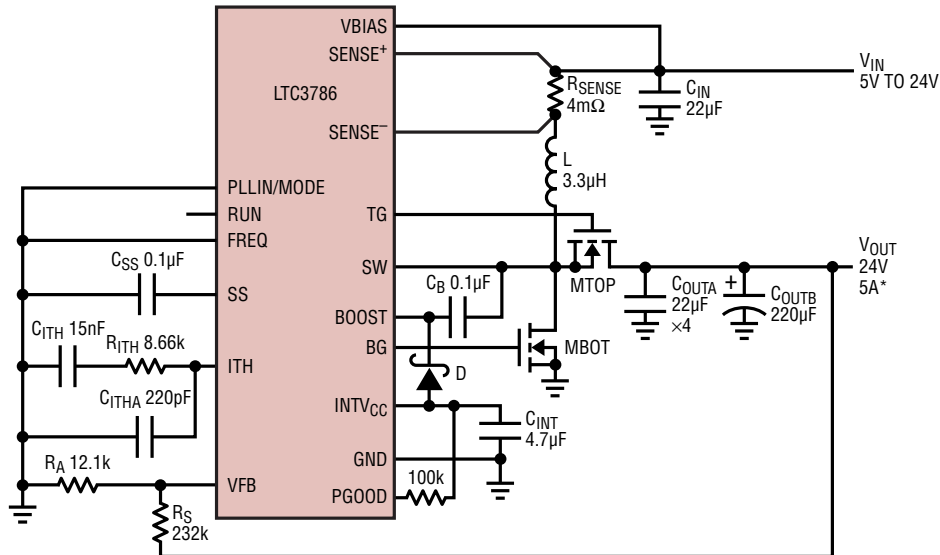 VBIAS
SENSE+
LTC3786
SENSE–
PLLIN/MODE
RUN
FREQ
SS
ITH
VFB
TG
SW
BOOST
BG
INTVCC
GND
PGOOD
CSS 0.1µF
CITH 15nF
RITH 8.66k
CITHA 220pF
RA 12.1k
RS
232k
RSENSE
4mΩ
CIN
22µF
VIN
5V TO 24V
L
3.3µH
MTOP
CB 0.1µF
MBOT
D
CINT
4.7µF
100k
COUTA
22µF
×4
+
COUTB
220µF
VOUT
24V
5A*